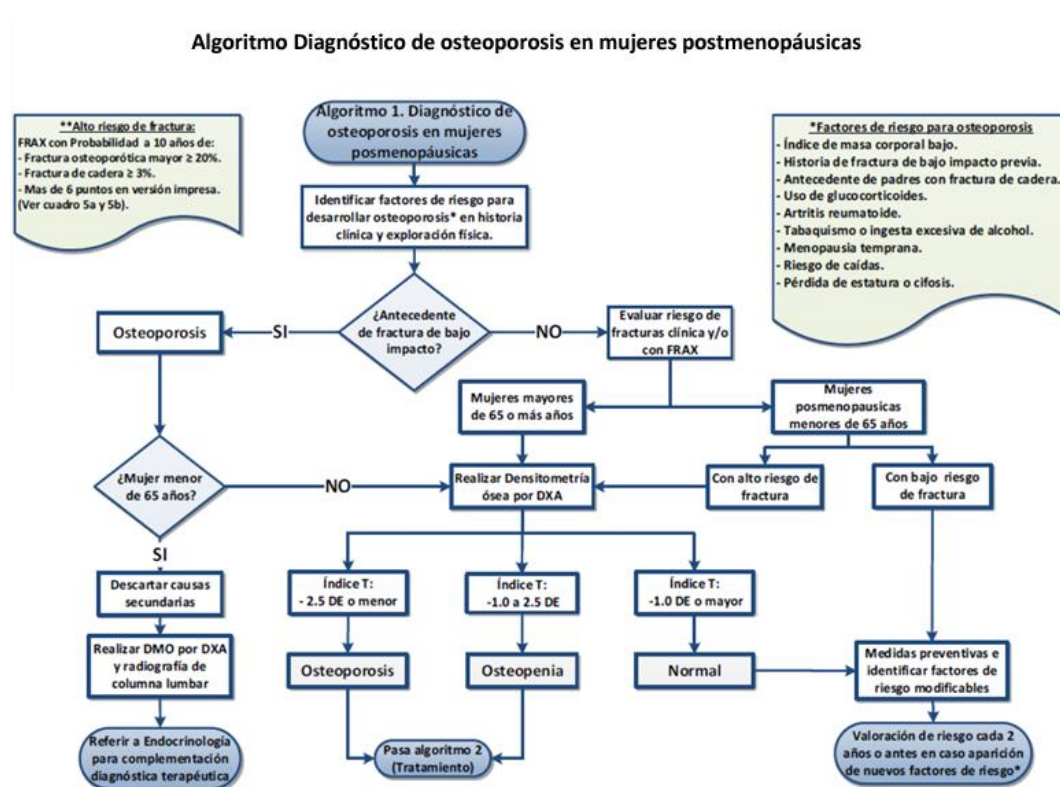 Algoritmo Diagnóstico de osteoporosis en mujeres postmenopáusicas
**Alto riesgo de fractura:
FRAX con Probabilidad a 10 años de:
- Fractura osteoporótica mayor ≥ 20%.
- Fractura de cadera ≥ 3%.
- Mas de 6 puntos en versión impresa.
(Ver cuadro 5a y 5b).
Algoritmo 1. Diagnóstico de
osteoporosis en mujeres
posmenopáusicas
*Factores de riesgo para osteoporosis
- Índice de masa corporal bajo.
- Historia de fractura de bajo impacto previa.
- Antecedente de padres con fractura de cadera.
- Uso de glucocorticoides.
- Artritis reumatoide.
- Tabaquismo o ingesta excesiva de alcohol.
- Menopausia temprana.
- Riesgo de caídas.
- Pérdida de estatura o cifosis.
Identificar factores de riesgo para
desarrollar osteoporosis* en historia
clínica y exploración física.
¿Antecedente
de fractura de bajo
impacto?
SI
NO
Osteoporosis
Evaluar riesgo de
fracturas clínica y/o
con FRAX
Mujeres mayores
de 65 o más años
Mujeres
posmenopausicas
menores de 65 años
¿Mujer menor
de 65 años?
NO
SI
Realizar Densitometría
ósea por DXA
Con alto riesgo de
fractura
Con bajo riesgo
de fractura
Descartar causas
secundarias
Índice T:
- 2.5 DE o menor
Índice T:
-1.0 a 2.5 DE
Índice T:
-1.0 DE o mayor
Realizar DMO por DXA
y radiografía de
columna lumbar
Osteoporosis
Osteopenia
Normal
Medidas preventivas e
identificar factores de
riesgo modificables
Referir a Endocrinología
para complementación
diagnóstica terapéutica
Pasa algoritmo 2
(Tratamiento)
Valoración de riesgo cada 2
años o antes en caso aparición
de nuevos factores de riesgo*